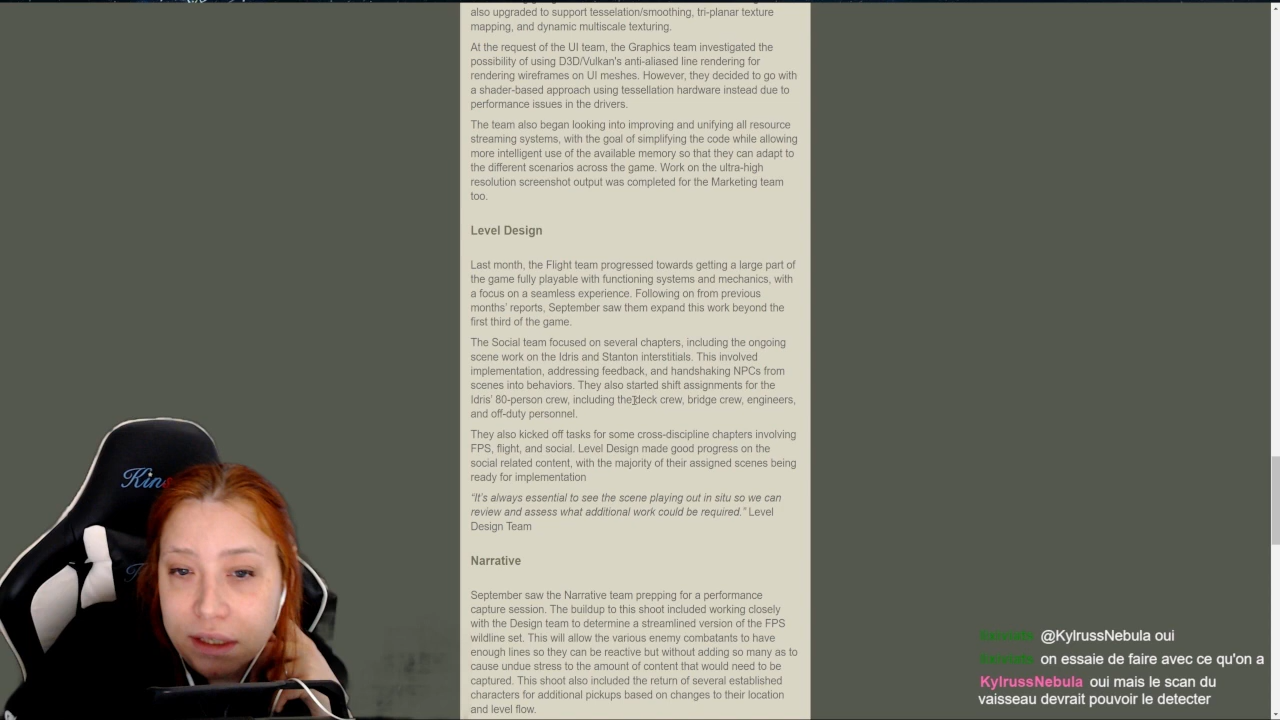 also upgraded to support tesselation/smoothing, tri-planar texture
mapping, and dynamic multiscale texturing.
At the request of the UI team, the Graphics team investigated the
possibility of using D3D/Vulkan's anti-aliased line rendering for
rendering wireframes on UI meshes. However, they decided to go with
a shader-based approach using tessellation hardware instead due to
performance issues in the drivers.
The team also began looking into improving and unifying all resource
streaming systems, with the goal of simplifying the code while allowing
more intelligent use of the available memory so that they can adapt to
the different scenarios across the game. Work on the ultra-high
resolution screenshot output was completed for the Marketing team
too.
Level Design
Last month, the Flight team progressed towards getting a large part of
the game fully playable with functioning systems and mechanics, with
a focus on a seamless experience. Following on from previous
months' reports, September saw them expand this work beyond the
first third of the game.
The Social team focused on several chapters, including the ongoing
scene work on the Idris and Stanton interstitials. This involved
implementation, addressing feedback, and handshaking NPCs from
scenes into behaviors. They also started shift assignments for the
Idris' 80-person crew, including the deck crew, bridge crew, engineers,
and off-duty personnel.
They also kicked off tasks for some cross-discipline chapters involving
FPS, flight, and social. Level Design made good progress on the
social related content, with the majority of their assigned scenes being
ready for implementation
“It's always essential to see the scene playing out in situ so we can
review and assess what additional work could be required.” Level
Design Team
Narrative
September saw the Narrative team prepping for a performance
capture session. The buildup to this shoot included working closely
with the Design team to determine a streamlined version of the FPS
wildline set. This will allow the various enemy combatants to have
enough lines so they can be reactive but without adding so many as to
cause undue stress to the amount of content that would need to be
captured. This shoot also included the return of several established
characters for additional pickups based on changes to their location
and level flow.
@KylrussNebula oui
on essaie de faire avec ce qu'on a
KylrussNebula oui mais le scan du
vaisseau devrait pouvoir le detecter